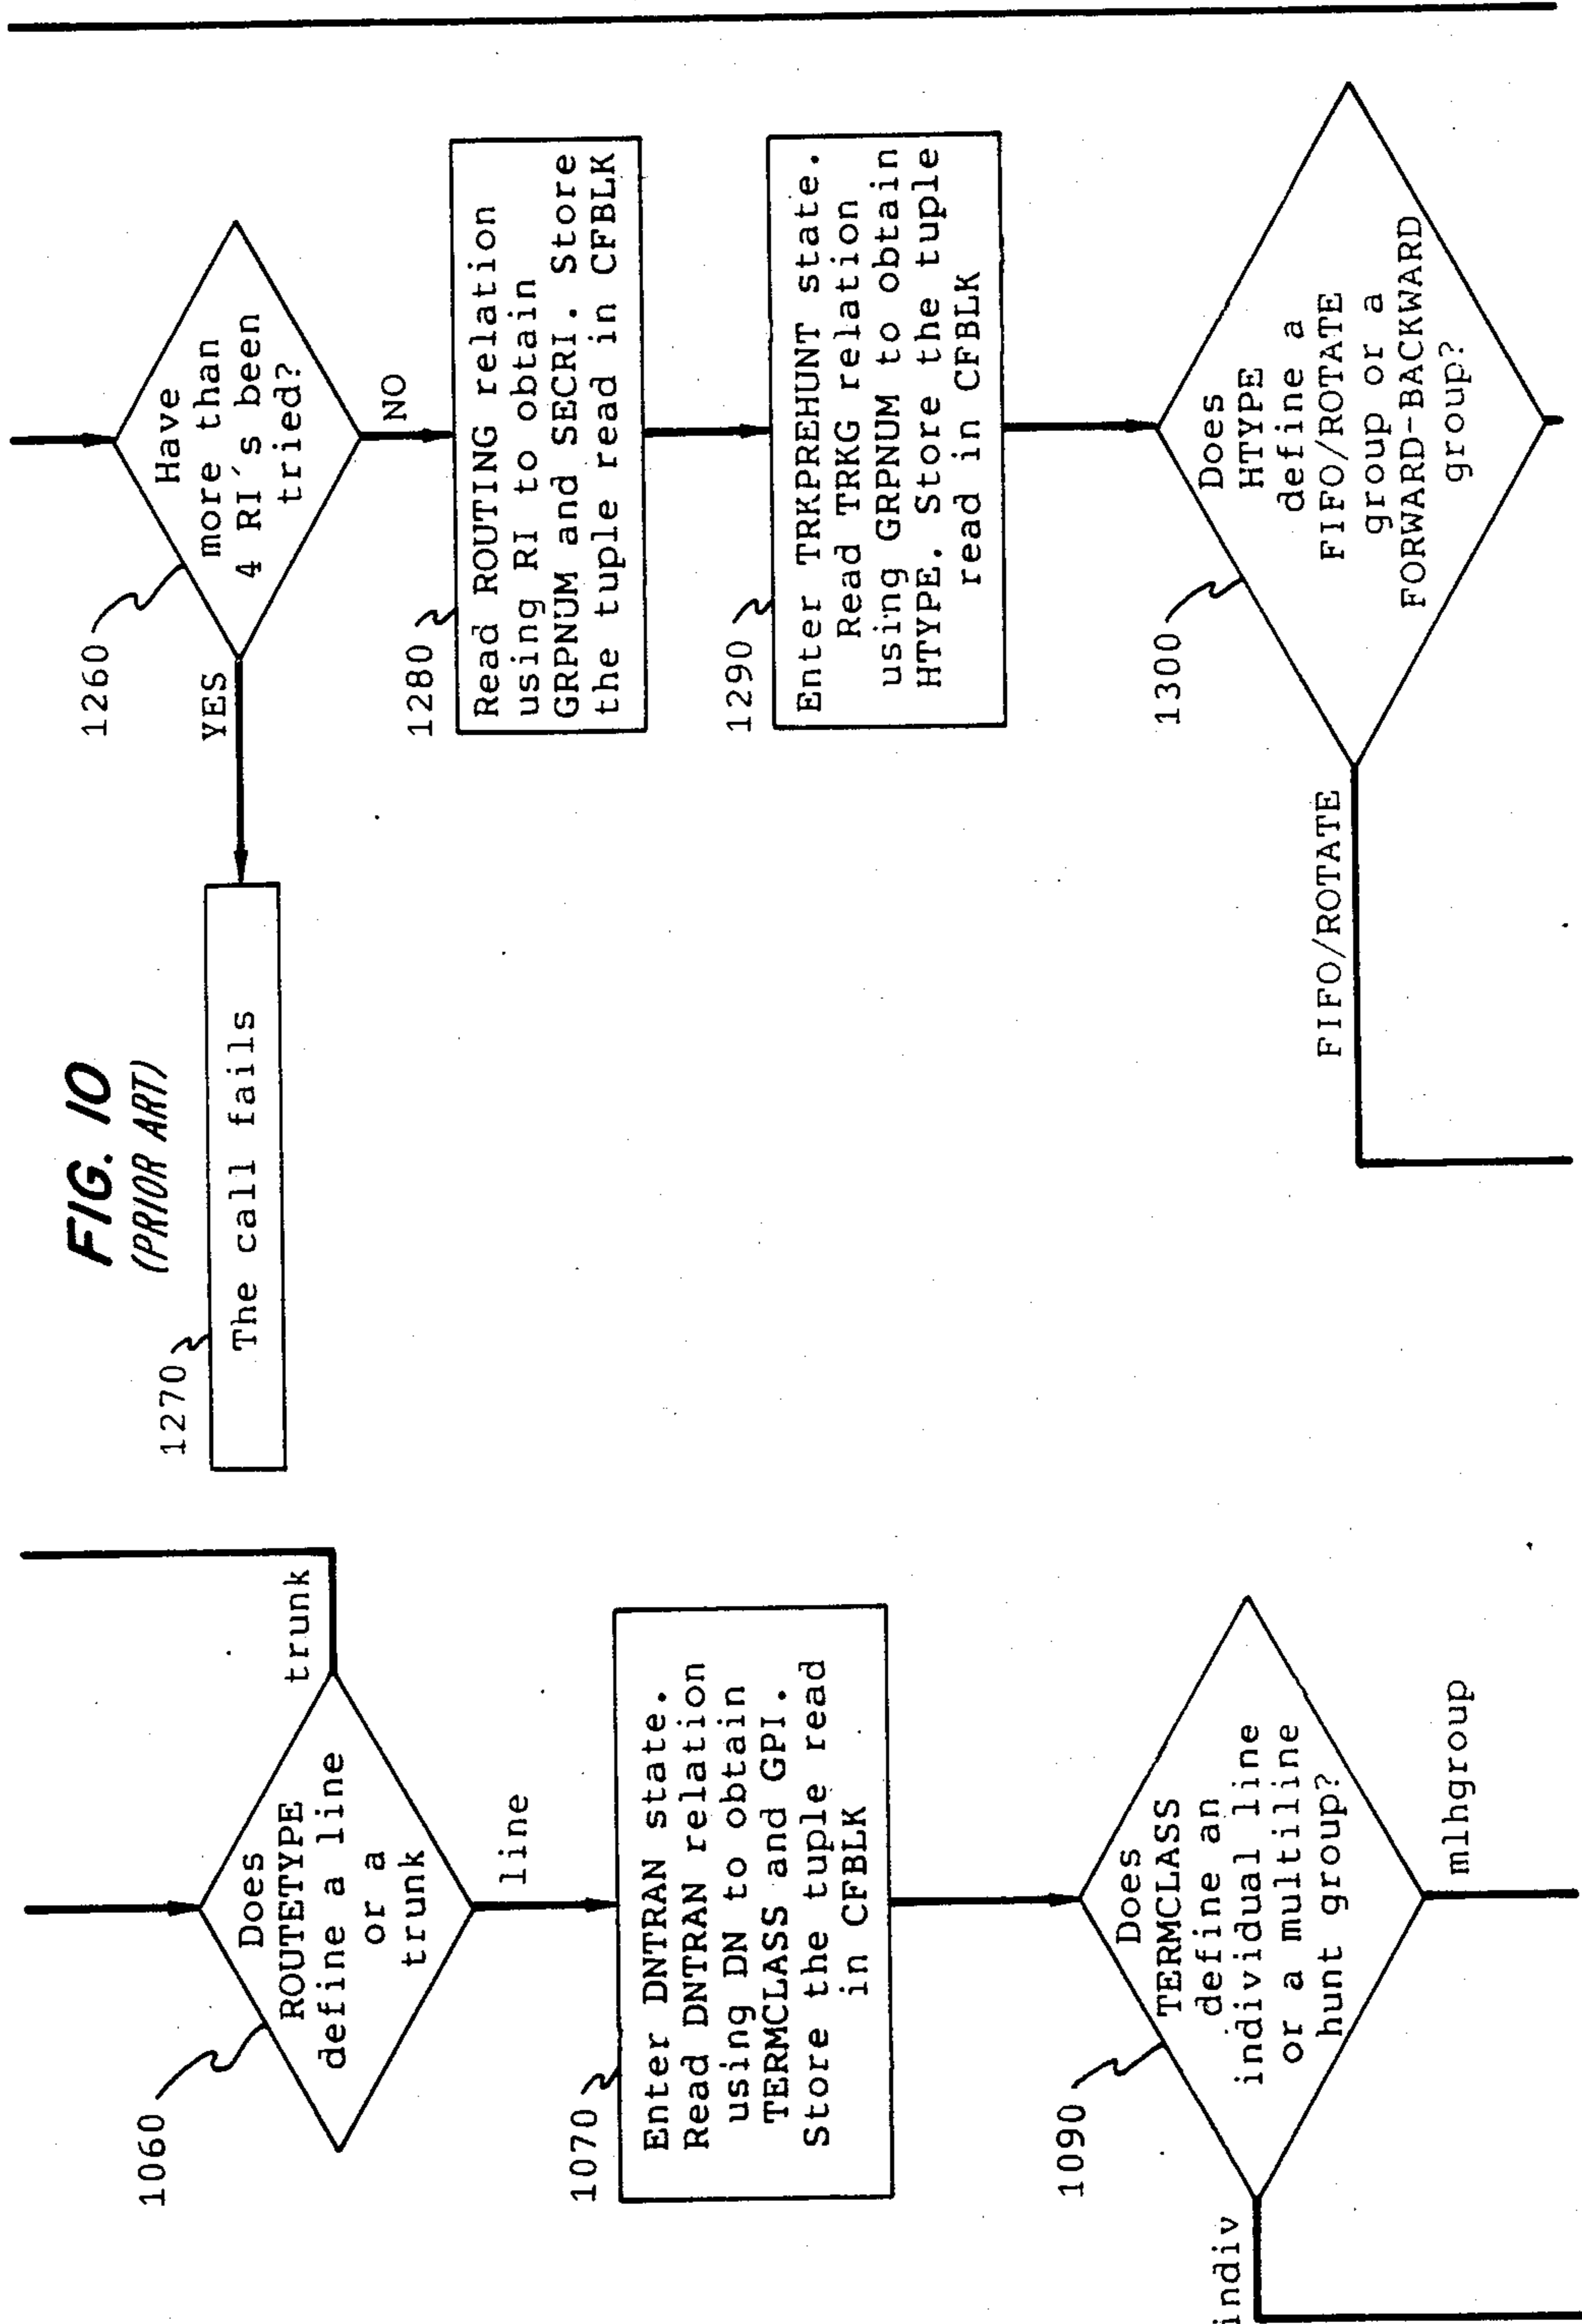 FIG. 10
(PRIOR ART)
1060
Does
ROUTETYPE
define a line
or a
trunk
trunk
line
1070
Enter DNTRAN state.
Read DNTRAN relation
using DN to obtain
TERMCLASS and GPI.
Store the tuple read
in CFBLK
1090
Does
TERMCLASS
define an
individual line
or a multiline
hunt group?
indiv
mlhgroup
1260
Have
more than
4 RI's been
tried?
YES
NO
1270
The call fails
1280
Read ROUTING relation
using RI to obtain
GRPNUM and SECRI. Store
the tuple read in CFBLK
1290
Enter TRKPREHUNT state.
Read TRKG relation
using GRPNUM to obtain
HTYPE. Store the tuple
read in CFBLK
1300
Does
HTYPE
define a
FIFO/ROTATE
group or a
FORWARD-BACKWARD
group?
FIFO/ROTATE